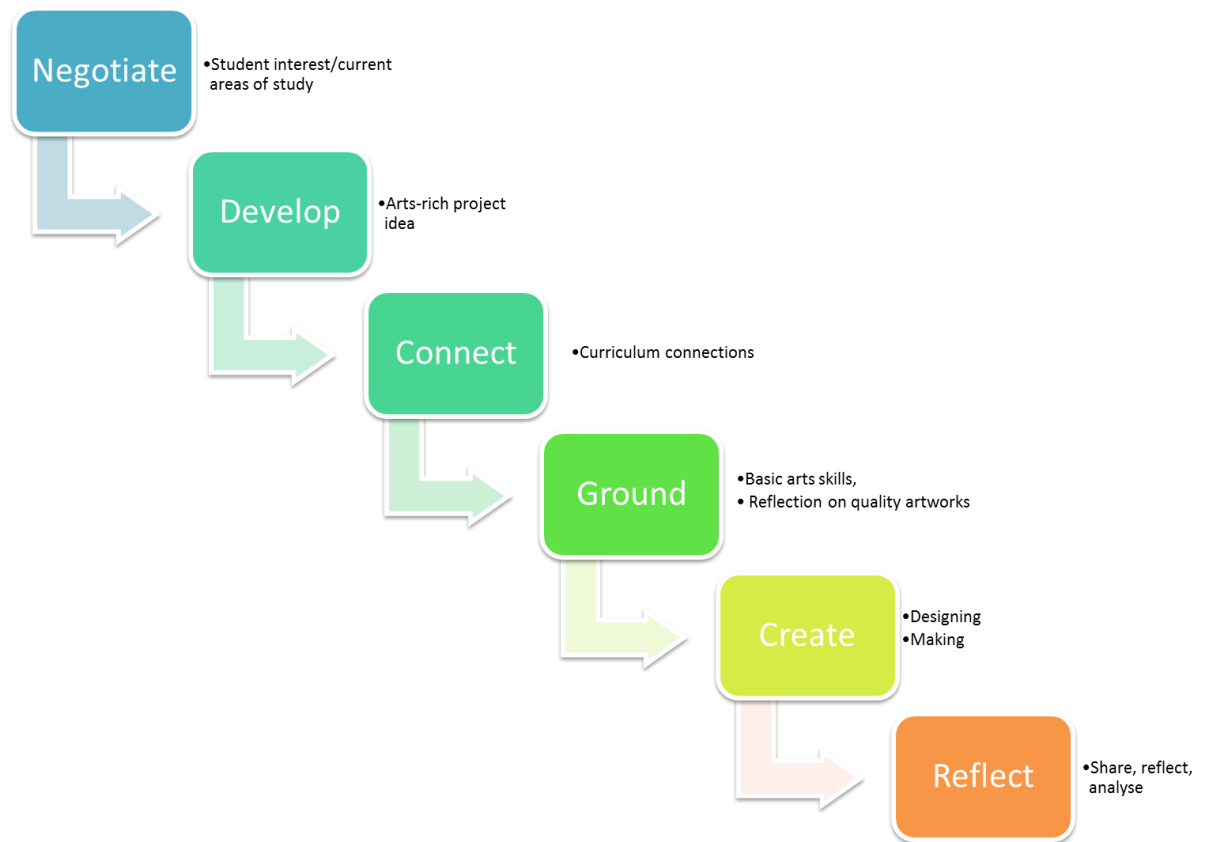 Negotiate
•Student interest/current
areas of study
Develop
•Arts-rich project
idea
Connect
•Curriculum connections
Ground
•Basic arts skills,
• Reflection on quality artworks
Create
•Designing
•Making
Reflect
•Share, reflect,
analyse